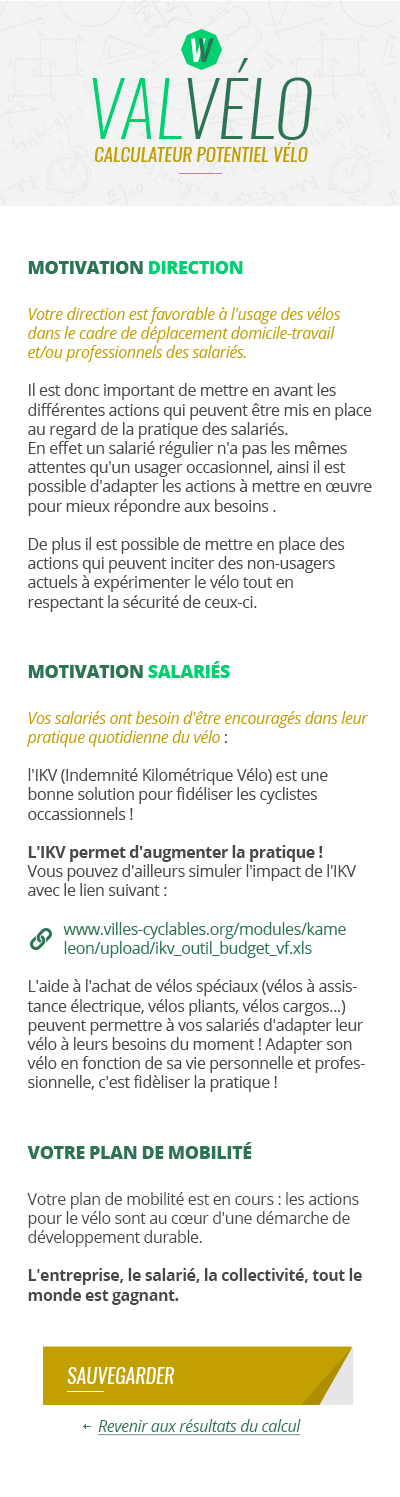 W
VALVÉLO
CALCULATEUR POTENTIEL VÉLO
MOTIVATION DIRECTION
Votre direction est favorable à l'usage des vélos
dans le cadre de déplacement domicile-travail
et/ou professionnels des salariés.
Il est donc important de mettre en avant les
différentes actions qui peuvent être mis en place
au regard de la pratique des salariés.
En effet un salarié régulier n'a pas les mêmes
attentes qu'un usager occasionnel, ainsi il est
possible d'adapter les actions à mettre en œuvre
pour mieux répondre aux besoins .
De plus il est possible de mettre en place des
actions qui peuvent inciter des non-usagers
actuels à expérimenter le vélo tout en
respectant la sécurité de ceux-ci.
MOTIVATION SALARIÉS
Vos salariés ont besoin d'être encouragés dans leur
pratique quotidienne du vélo :
l'IKV (Indemnité Kilométrique Vélo) est une
bonne solution pour fidéliser les cyclistes
occassionnels !
L'IKV permet d'augmenter la pratique !
Vous pouvez d'ailleurs simuler l'impact de l'IKV
avec le lien suivant :
www.villes-cyclables.org/modules/kame
leon/upload/ikv_outil_budget_vf.xls
L'aide à l'achat de vélos spéciaux (vélos à assis-
tance électrique, vélos pliants, vélos cargos...)
peuvent permettre à vos salariés d'adapter leur
vélo à leurs besoins du moment ! Adapter son
vélo en fonction de sa vie personnelle et profes-
sionnelle, c'est fidèliser la pratique !
VOTRE PLAN DE MOBILITÉ
Votre plan de mobilité est en cours : les actions
pour le vélo sont au cœur d'une démarche de
développement durable.
L'entreprise, le salarié, la collectivité, tout le
monde est gagnant.
SAUVEGARDER
← Revenir aux résultats du calcul